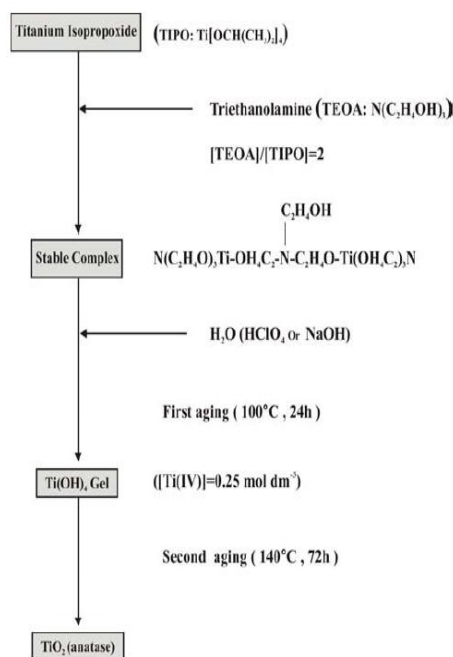 Titanium Isopropoxide (TIPO: Ti[OCH(CH₃)₂]₄)
Triethanolamine (TEOA: N(C₂H₄OH)₃)
[TEOA]/[TIPO]=2
C₂H₄OH
Stable Complex N(C₂H₄O)₃Ti-OH₄C₂-N-C₂H₄O-Ti(OH₄C₂)₃N
H₂O (HClO₄ or NaOH)
First aging ( 100°C , 24h )
Ti(OH)₄ Gel ([Ti(IV)]=0.25 mol dm⁻³)
Second aging ( 140°C , 72h )
TiO₂ (anatase)